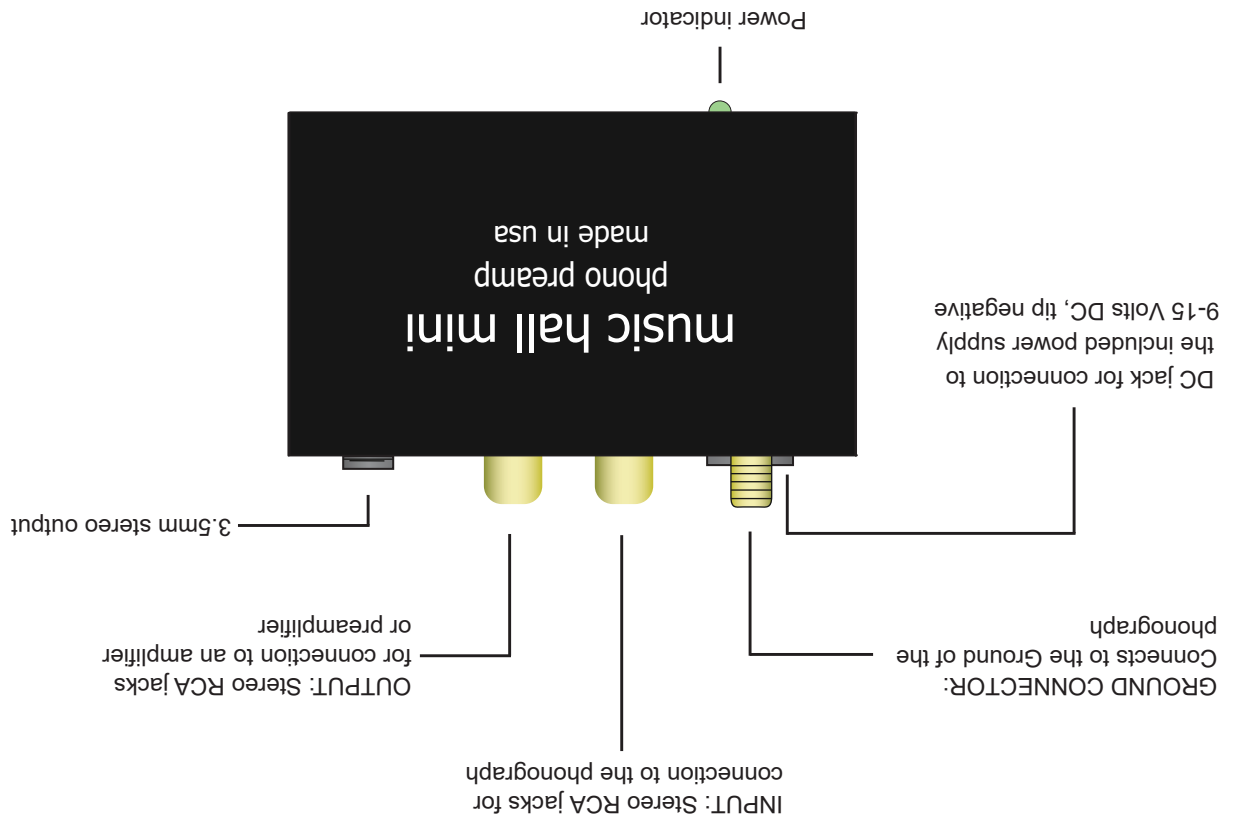 INPUT: Stereo RCA jacks for
connection to the phonograph
GROUND CONNECTOR:
Connects to the Ground of the
phonograph
OUTPUT: Stereo RCA jacks
for connection to an amplifier
or preamplifier
3.5mm stereo output
DC jack for connection to
the included power supply
9-15 Volts DC, tip negative
music hall mini
phono preamp
made in usa
Power indicator